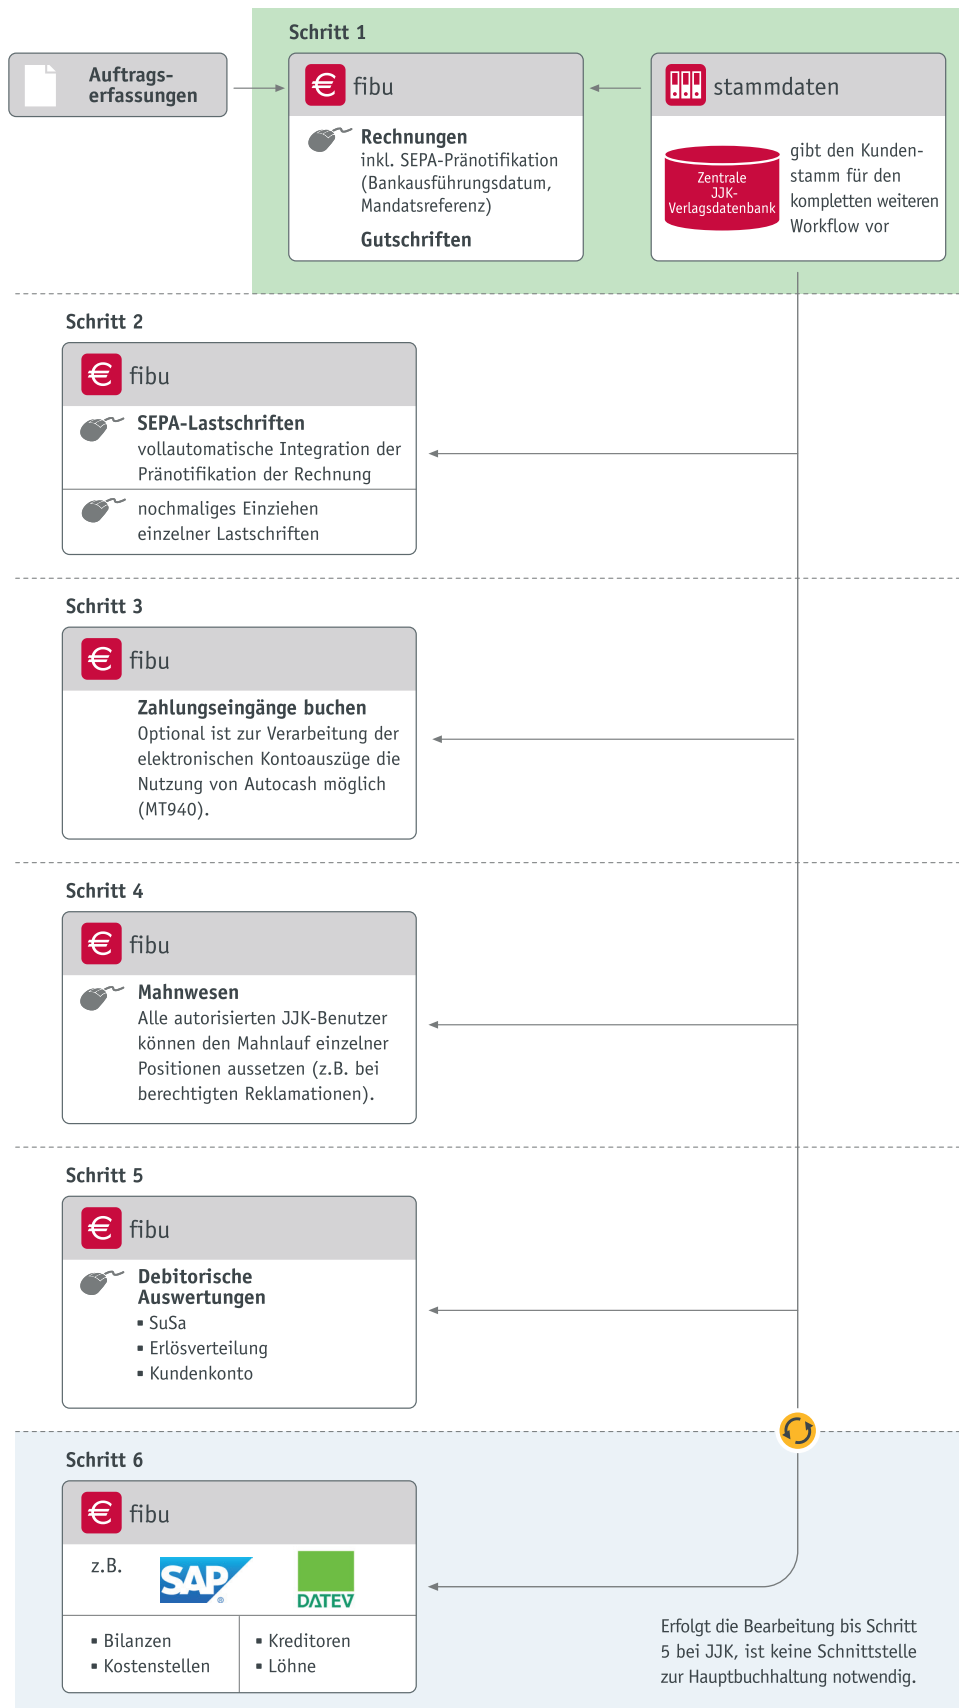 Schritt 1
Auftrags-
erfassungen
€ fibu
Rechnungen
inkl. SEPA-Pränotifikation
(Bankausführungsdatum,
Mandatsreferenz)
Gutschriften
stammdaten
Zentrale
JJK-
Verlagsdatenbank
gibt den Kunden-
stamm für den
kompletten weiteren
Workflow vor
Schritt 2
€ fibu
SEPA-Lastschriften
vollautomatische Integration der
Pränotifikation der Rechnung
nochmaliges Einziehen
einzelner Lastschriften
Schritt 3
€ fibu
Zahlungseingänge buchen
Optional ist zur Verarbeitung der
elektronischen Kontoauszüge die
Nutzung von Autocash möglich
(MT940).
Schritt 4
€ fibu
Mahnwesen
Alle autorisierten JJK-Benutzer
können den Mahnlauf einzelner
Positionen aussetzen (z.B. bei
berechtigten Reklamationen).
Schritt 5
€ fibu
Debitorische
Auswertungen
▪ SuSa
▪ Erlösverteilung
▪ Kundenkonto
Schritt 6
€ fibu
z.B.
SAP®
DATEV
▪ Bilanzen
▪ Kostenstellen
▪ Kreditoren
▪ Löhne
Erfolgt die Bearbeitung bis Schritt
5 bei JJK, ist keine Schnittstelle
zur Hauptbuchhaltung notwendig.